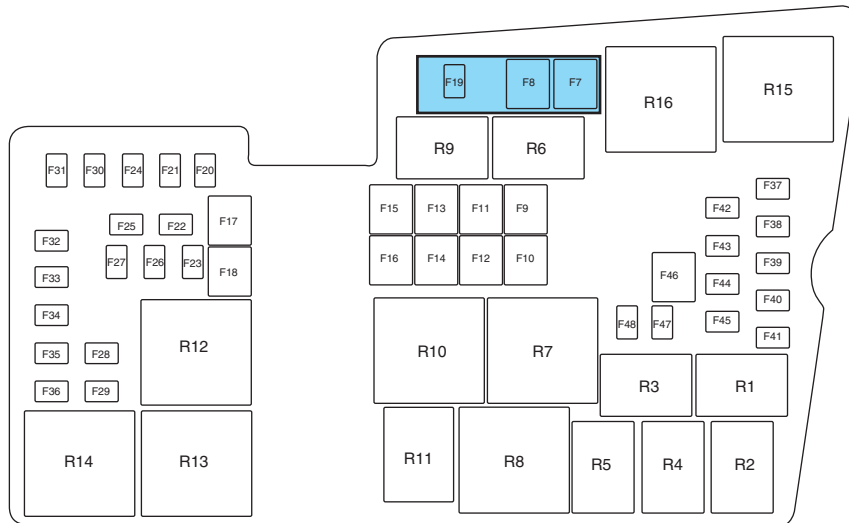 F19 F8 F7
R16 R15
R9 R6
F31 F30 F24 F21 F20
F15 F13 F11 F9
F37
F42
F25 F22 F17
F38
F32
F16 F14 F12 F10
F43
F27 F26 F23 F18
F39
F33
F46
F44
F40
F34
F48 F47 F45
F41
R12
R10 R7
F35 F28
R3 R1
F36 F29
R14 R13
R11 R8 R5 R4 R2